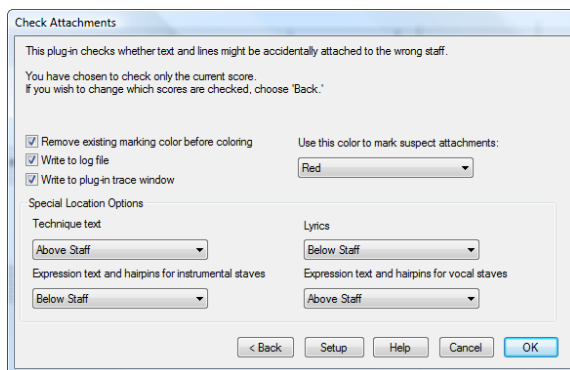 Check Attachments
This plug-in checks whether text and lines might be accidentally attached to the wrong staff.
You have chosen to check only the current score.
If you wish to change which scores are checked, choose 'Back.'
Remove existing marking color before coloring
Write to log file
Write to plug-in trace window
Use this color to mark suspect attachments:
Red
Special Location Options
Technique text
Above Staff
Lyrics
Below Staff
Expression text and hairpins for instrumental staves
Below Staff
Expression text and hairpins for vocal staves
Above Staff
< Back
Setup
Help
Cancel
OK